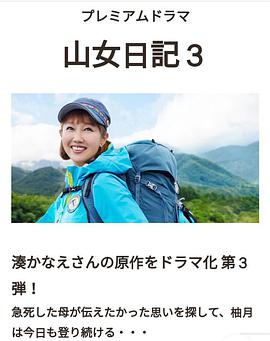 プレミアムドラマ
山女日記３
湊かなえさんの原作をドラマ化 第３
弾！
急死した母が伝えたかった思いを探して、柚月
は今日も登り続ける・・・